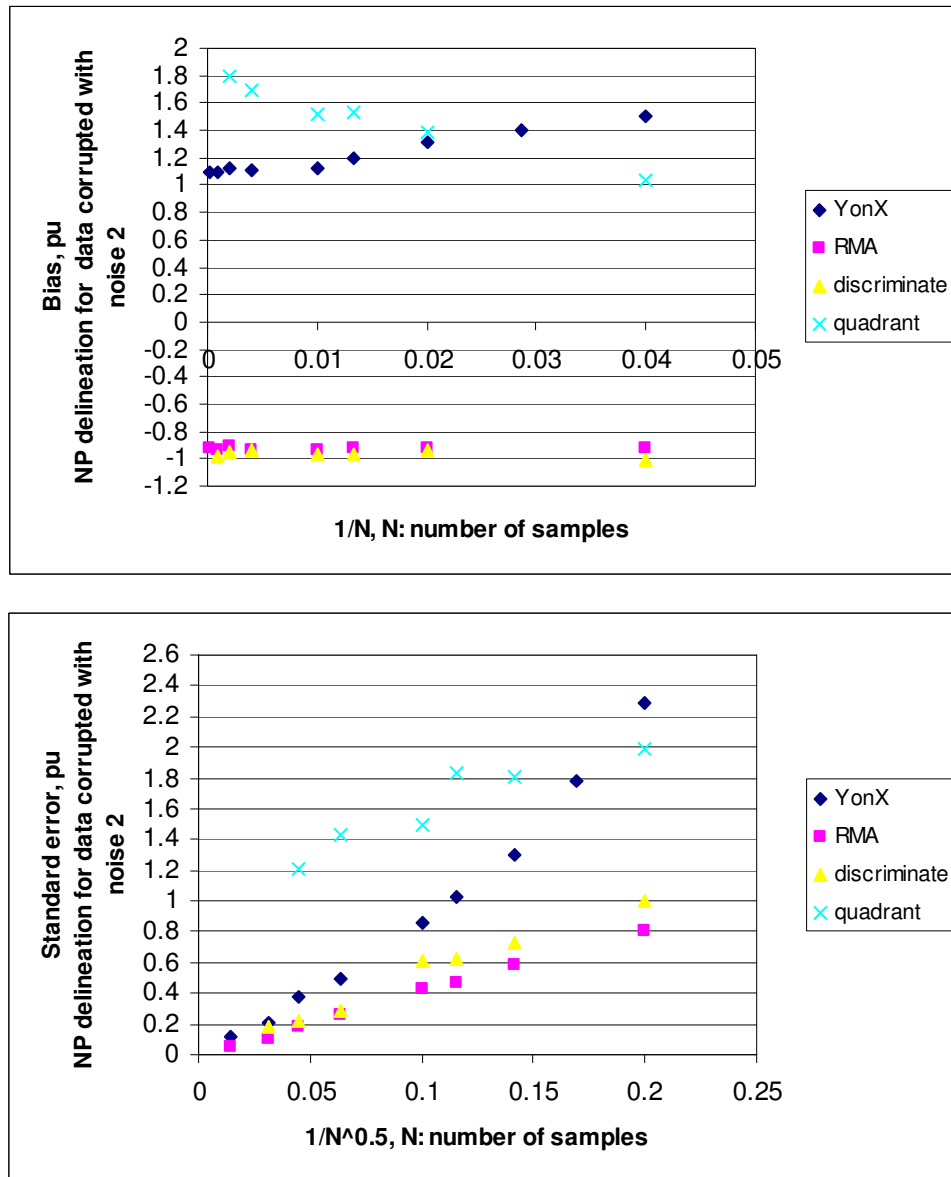 Bias, pu
NP delineation for data corrupted with
noise 2
2
1.8
1.6
1.4
1.2
1
0.8
0.6
0.4
0.2
0
-0.2
-0.4
-0.6
-0.8
-1
-1.2
0 0.01 0.02 0.03 0.04 0.05
1/N, N: number of samples
YonX
RMA
discriminate
quadrant
Standard error, pu
NP delineation for data corrupted with
noise 2
2.6
2.4
2.2
2
1.8
1.6
1.4
1.2
1
0.8
0.6
0.4
0.2
0
0 0.05 0.1 0.15 0.2 0.25
1/N^0.5, N: number of samples
YonX
RMA
discriminate
quadrant